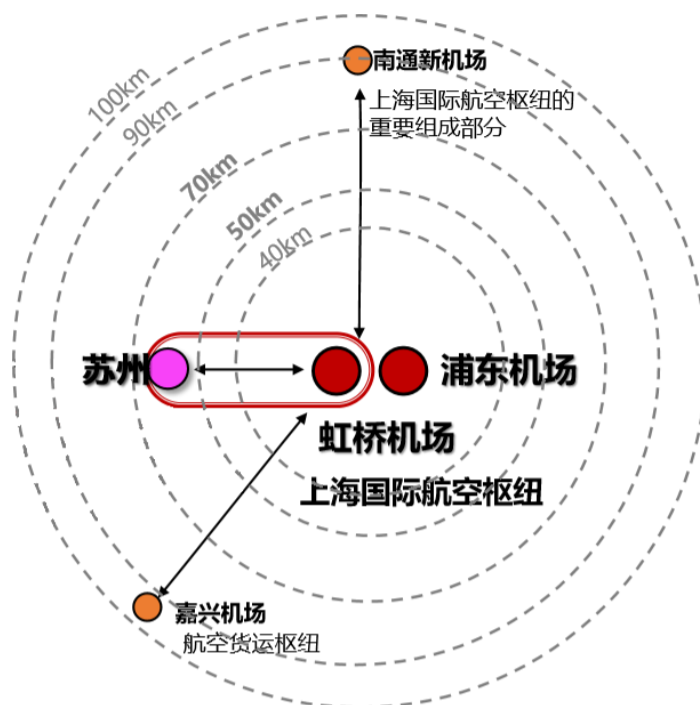 南通新机场
上海国际航空枢纽的
重要组成部分
100km
90km
70km
50km
40km
苏州
浦东机场
虹桥机场
上海国际航空枢纽
嘉兴机场
航空货运枢纽